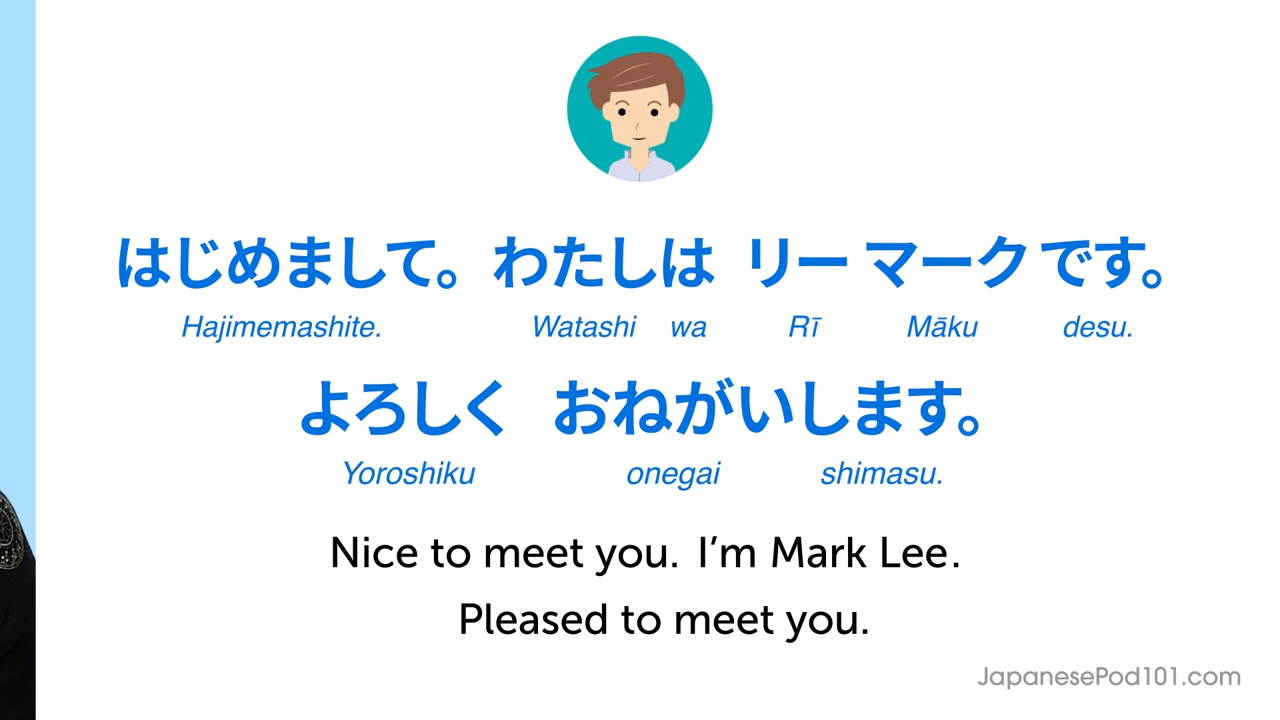 はじめまして。 わたしは リー マークです。
Hajimemashite. Watashi wa Rī Māku desu.
よろしく おねがいします。
Yoroshiku onegai shimasu.
Nice to meet you. I'm Mark Lee.
Pleased to meet you.
JapanesePod101.com